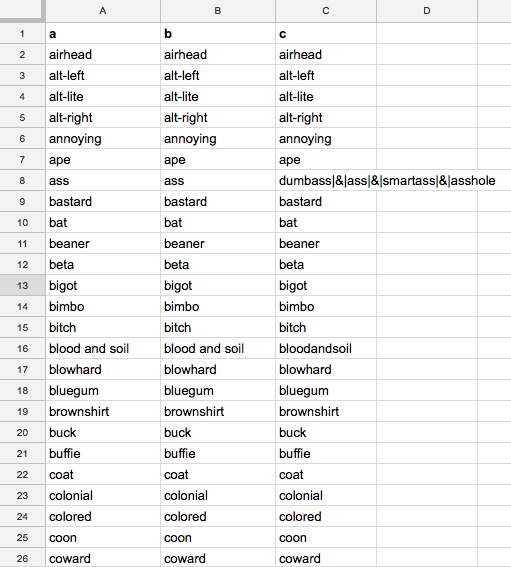 A B C D
1 a b c
2 airhead airhead airhead
3 alt-left alt-left alt-left
4 alt-lite alt-lite alt-lite
5 alt-right alt-right alt-right
6 annoying annoying annoying
7 ape ape ape
8 ass ass dumbass|&|ass|&|smartass|&|asshole
9 bastard bastard bastard
10 bat bat bat
11 beaner beaner beaner
12 beta beta beta
13 bigot bigot bigot
14 bimbo bimbo bimbo
15 bitch bitch bitch
16 blood and soil blood and soil bloodandsoil
17 blowhard blowhard blowhard
18 bluegum bluegum bluegum
19 brownshirt brownshirt brownshirt
20 buck buck buck
21 buffie buffie buffie
22 coat coat coat
23 colonial colonial colonial
24 colored colored colored
25 coon coon coon
26 coward coward coward